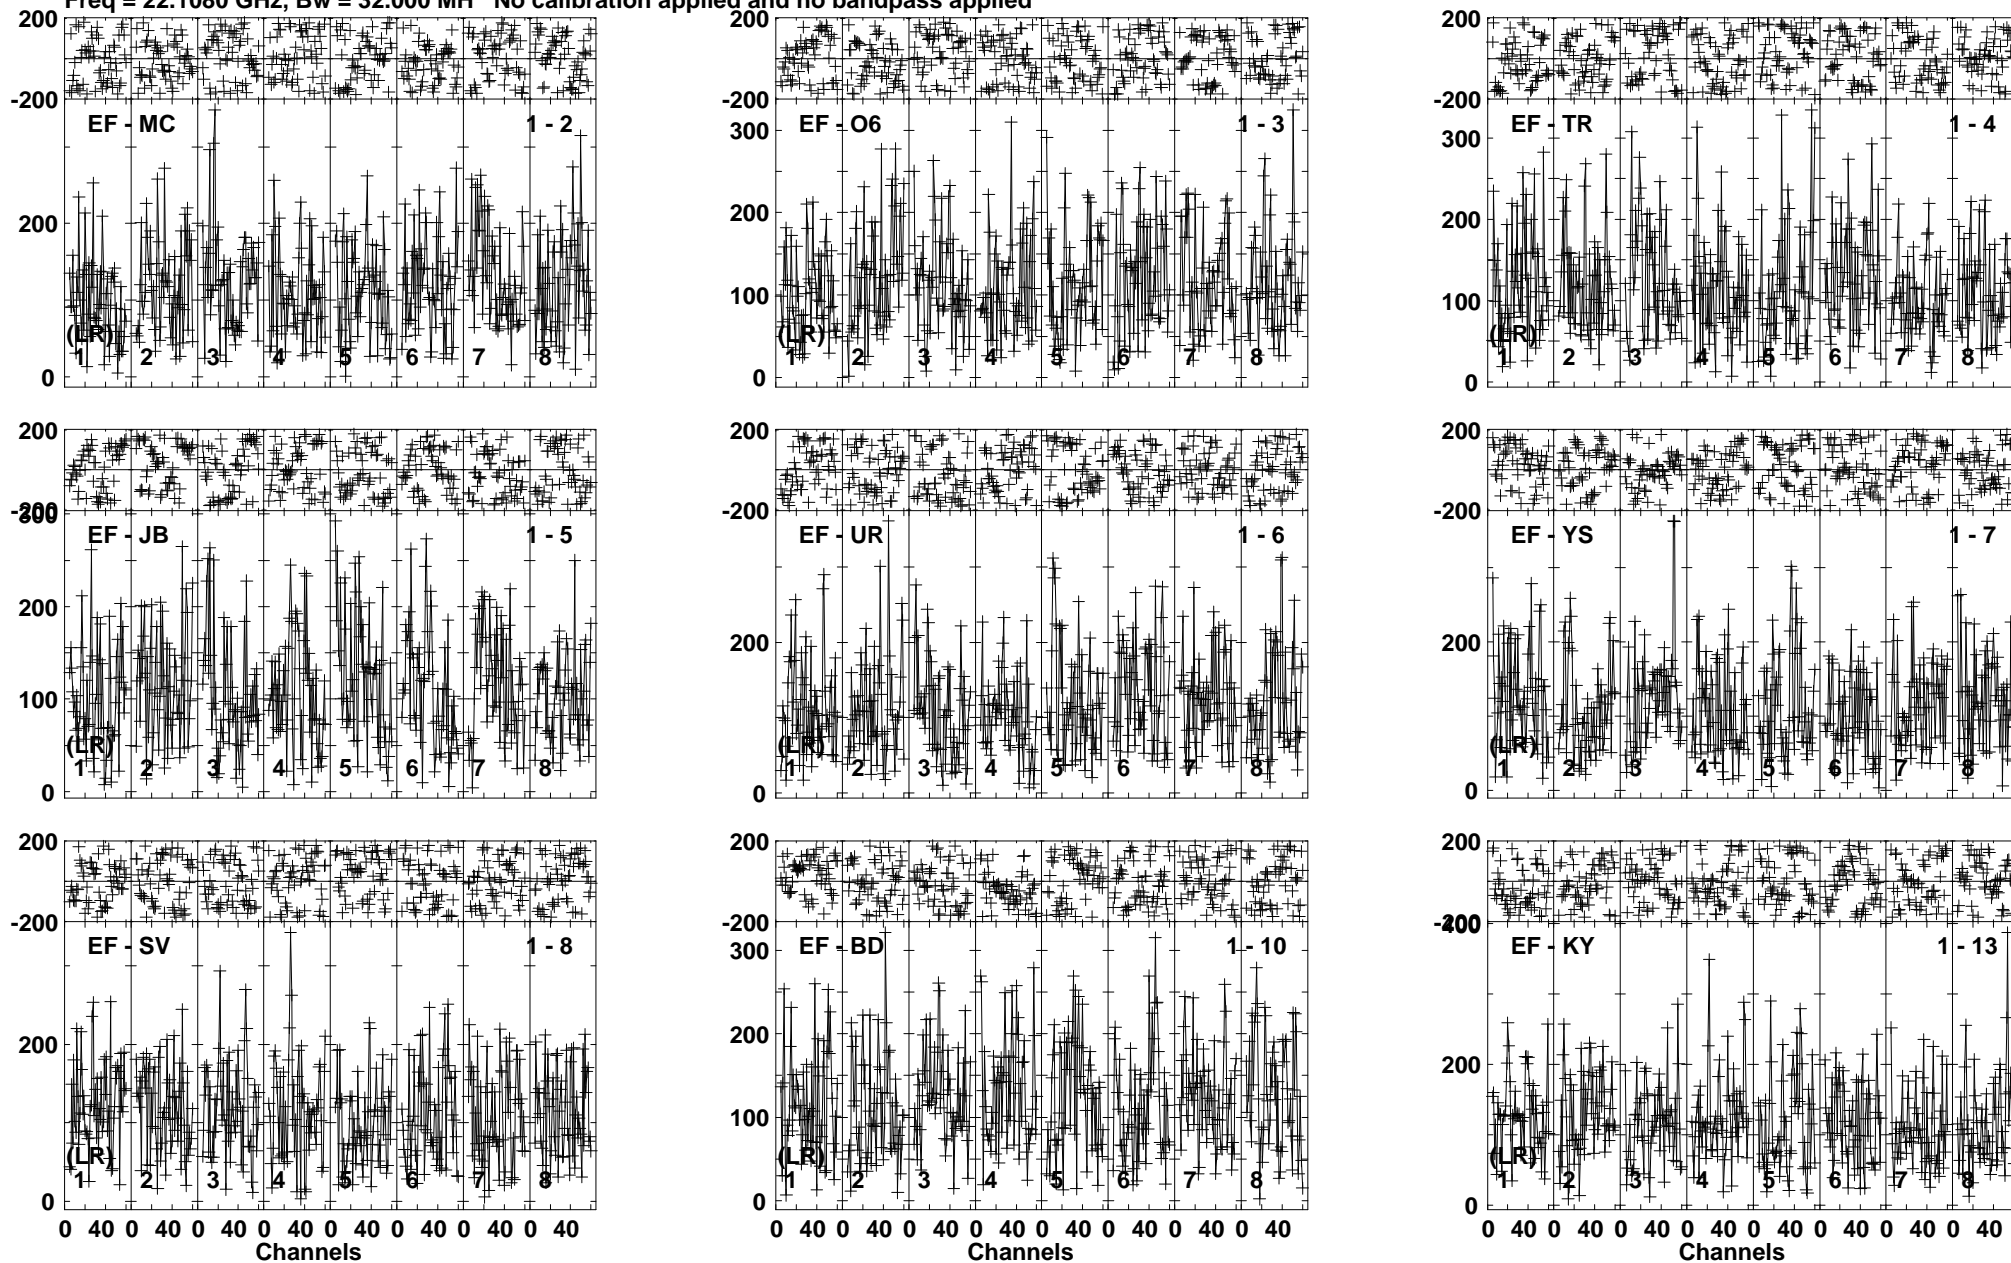 Freq = 22.1080 GHz, Bw = 32.000 MH No calibration applied and no bandpass applied
200 200 200
-200 -200 -200
EF - MC 1 - 2 EF - O6 1 - 3 EF - TR 1 - 4
300 300
200 200 200
100 100
(LR) (LR) (LR)
1 2 3 4 5 6 7 8 1 2 3 4 5 6 7 8 1 2 3 4 5 6 7 8
0 0 0
200 200 200
-200 -200 -200
300
EF - JB 1 - 5 EF - UR 1 - 6 EF - YS 1 - 7
200 200 200
100
(LR) (LR) (LR)
1 2 3 4 5 6 7 8 1 2 3 4 5 6 7 8 1 2 3 4 5 6 7 8
0 0 0
200 200 200
-200 -200 -200
400
EF - SV 1 - 8 EF - BD 1 - 10 EF - KY 1 - 13
300
200 200 200
100
(LR) (LR) (LR)
1 2 3 4 5 6 7 8 1 2 3 4 5 6 7 8 1 2 3 4 5 6 7 8
0 0 0
0 40 0 40 0 40 0 40 0 40 0 40 0 40 0 40 0 40 0 40 0 40 0 40 0 40 0 40 0 40 0 40 0 40 0 40 0 40 0 40 0 40 0 40 0 40 0 40
Channels Channels Channels